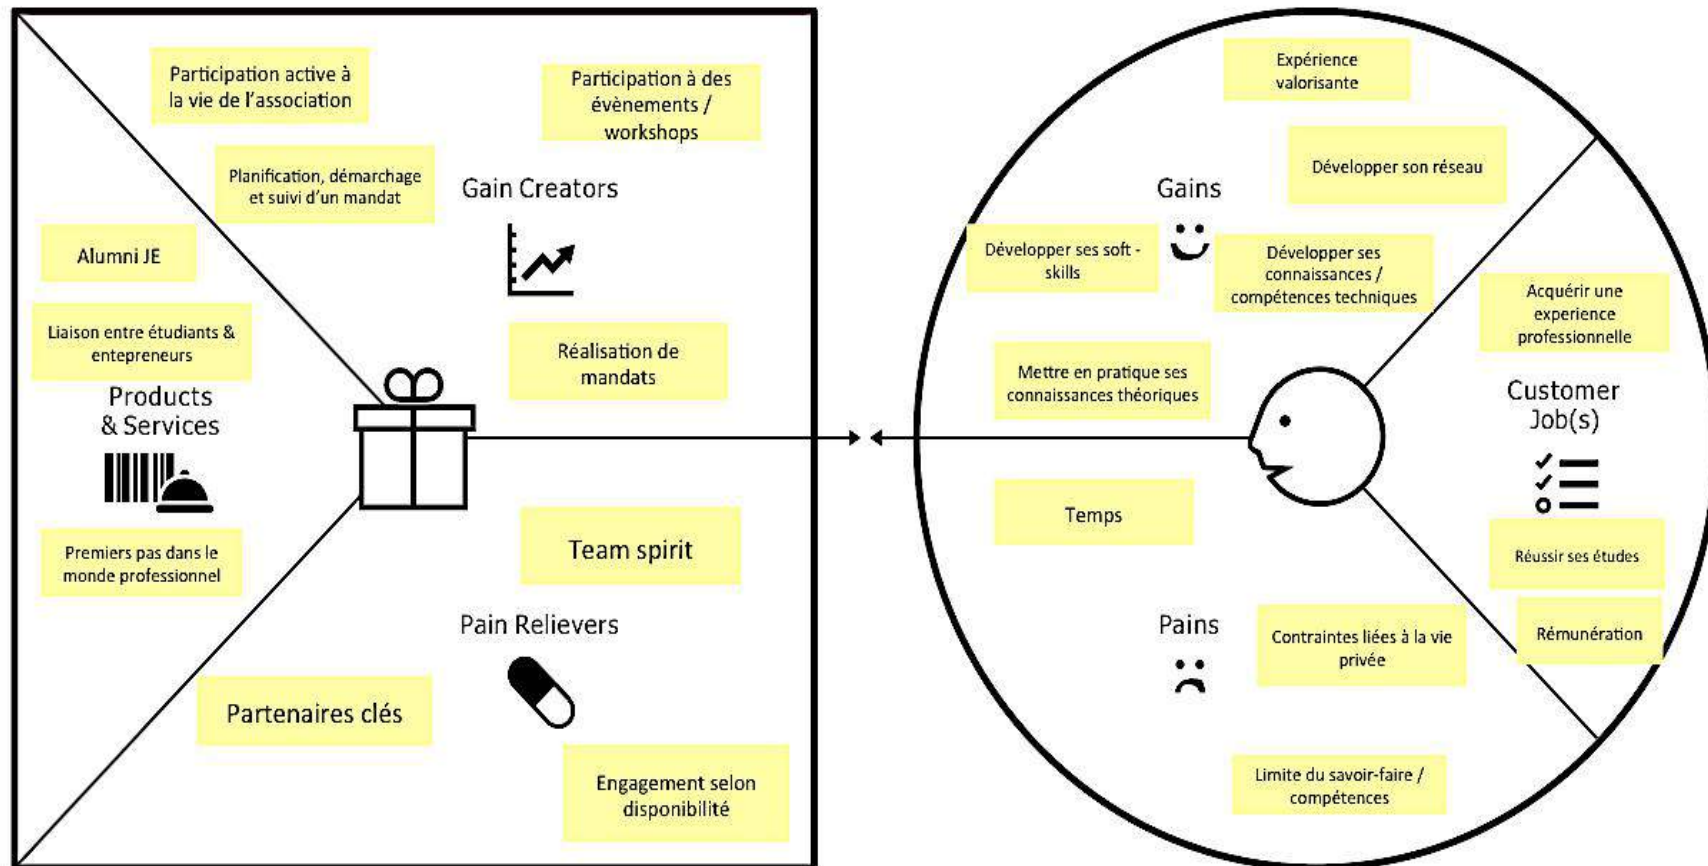 Participation active à
la vie de l'association
Participation à des
évènements /
workshops
Planification, démarchage
et suivi d'un mandat
Gain Creators
Alumni JE
Liaison entre étudiants &
entepreneurs
Réalisation de
mandats
Products
& Services
Premiers pas dans le
monde professionnel
Team spirit
Pain Relievers
Partenaires clés
Engagement selon
disponibilité
Expérience
valorisante
Développer son réseau
Gains
Développer ses soft -
skills
Développer ses
connaissances /
compétences techniques
Acquérir une
experience
professionnelle
Mettre en pratique ses
connaissances théoriques
Customer
Job(s)
Temps
Réussir ses études
Pains
Contraintes liées à la vie
privée
Rémunération
Limite du savoir-faire /
compétences